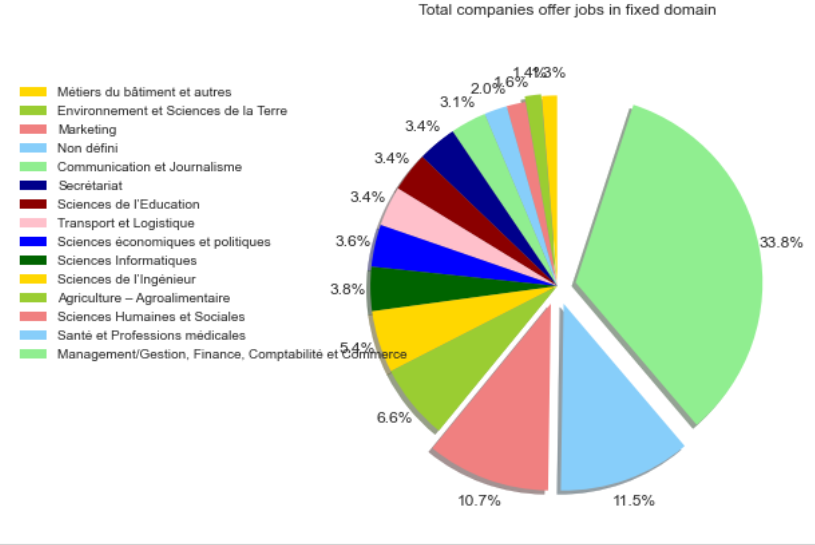 Total companies offer jobs in fixed domain
Métiers du bâtiment et autres
Environnement et Sciences de la Terre
Marketing
Non défini
Communication et Journalisme
Secrétariat
Sciences de l'Education
Transport et Logistique
Sciences économiques et politiques
Sciences Informatiques
Sciences de l'Ingénieur
Agriculture – Agroalimentaire
Sciences Humaines et Sociales
Santé et Professions médicales
Management/Gestion, Finance, Comptabilité et Commerce
1.3%
1.4%
1.6%
2.0%
3.1%
3.4%
3.4%
3.4%
3.6%
3.8%
5.4%
6.6%
10.7%
11.5%
33.8%